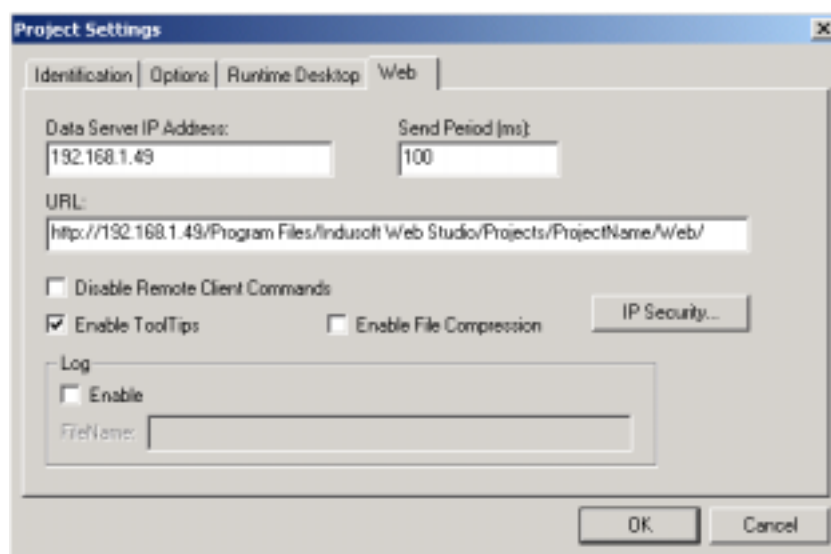 Project Settings
Identification Options Runtime Desktop Web
Data Server IP Address: Send Period (ms):
192.168.1.49 100
URL:
http://192.168.1.49/Program Files/Indusoft Web Studio/Projects/ProjectName/Web/
Disable Remote Client Commands
Enable ToolTips Enable File Compression IP Security...
Log
Enable
FileName:
OK Cancel